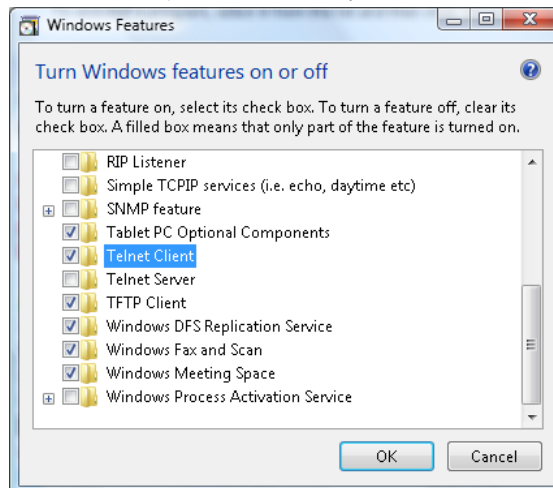 Windows Features
Turn Windows features on or off
To turn a feature on, select its check box. To turn a feature off, clear its
check box. A filled box means that only part of the feature is turned on.
RIP Listener
Simple TCPIP services (i.e. echo, daytime etc)
SNMP feature
Tablet PC Optional Components
Telnet Client
Telnet Server
TFTP Client
Windows DFS Replication Service
Windows Fax and Scan
Windows Meeting Space
Windows Process Activation Service
OK
Cancel